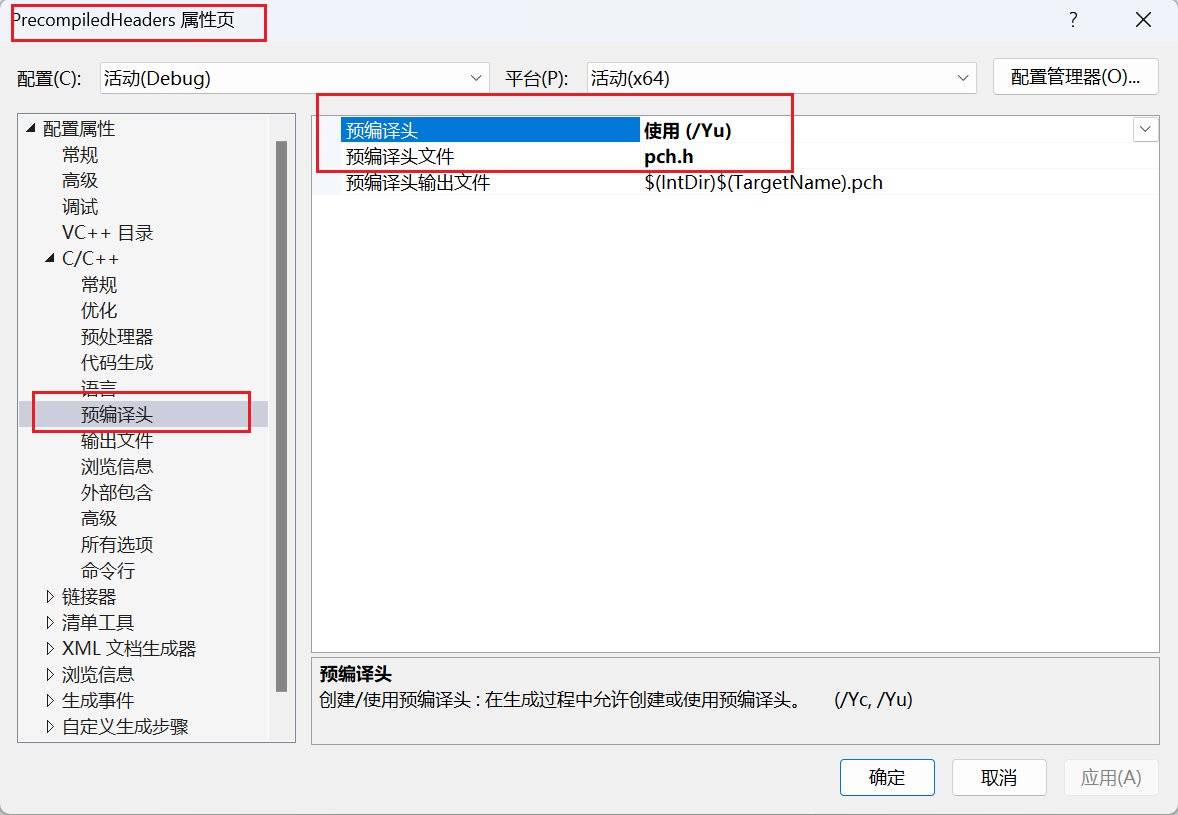 PrecompiledHeaders 属性页
?
配置(C):
活动(Debug)
平台(P):
活动(x64)
配置管理器(O)...
配置属性
常规
高级
调试
VC++ 目录
C/C++
常规
优化
预处理器
代码生成
语言
预编译头
输出文件
浏览信息
外部包含
高级
所有选项
命令行
链接器
清单工具
XML 文档生成器
浏览信息
生成事件
自定义生成步骤
预编译头 使用 (/Yu)
预编译头文件 pch.h
预编译头输出文件 $(IntDir)$(TargetName).pch
预编译头
创建/使用预编译头 : 在生成过程中允许创建或使用预编译头。 (/Yc, /Yu)
确定
取消
应用(A)